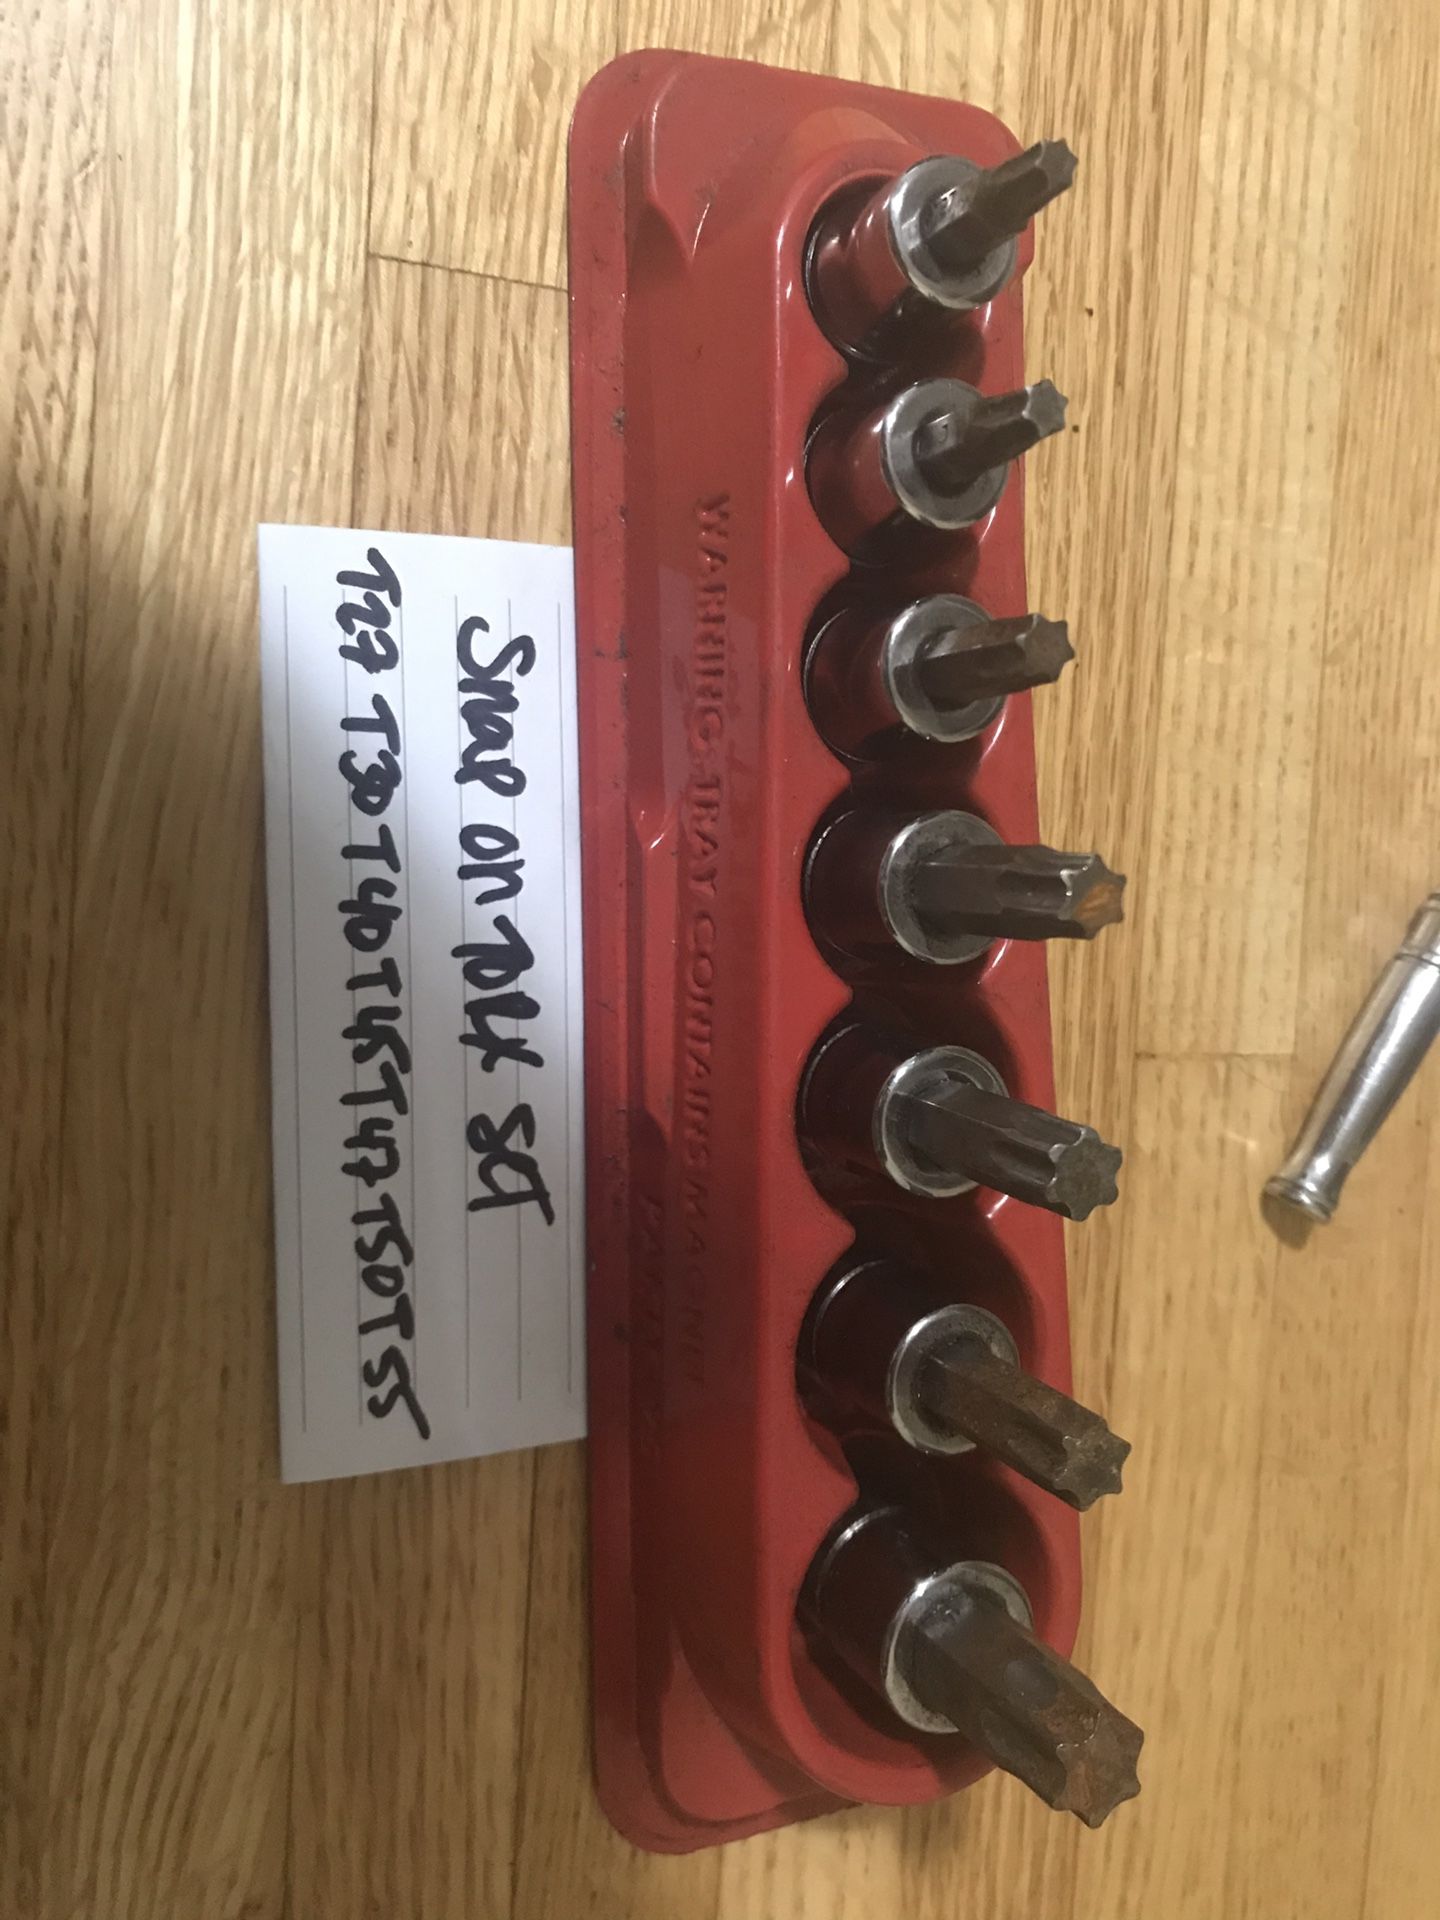 WARNING: TRAY CONTAINS MAGNET
Snap on Torx Set
T27 T30 T40 T45 T47 T50 T55